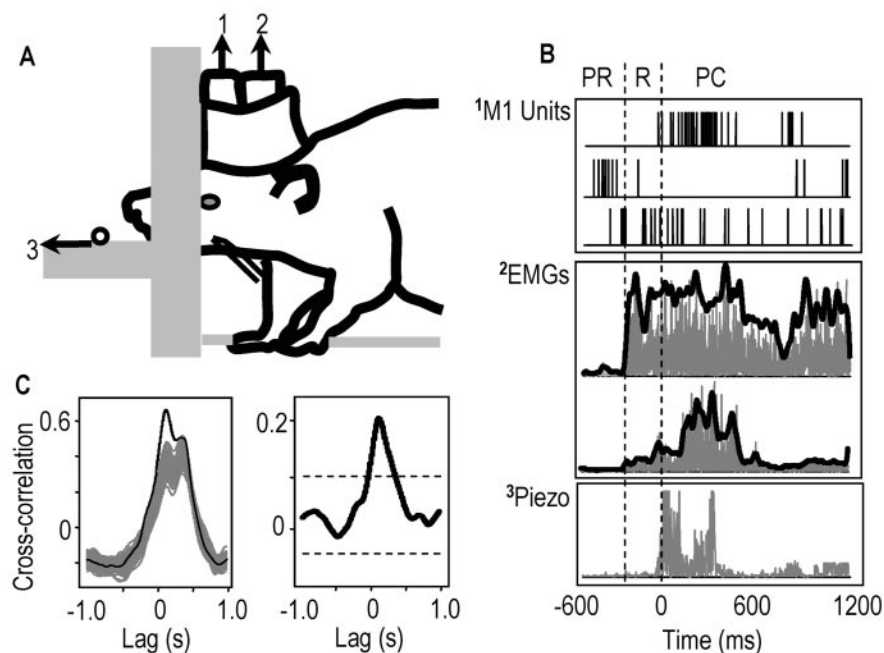 A
1 2
3
B
PR R PC
¹M1 Units
²EMGs
³Piezo
-600 0 600 1200
Time (ms)
C
Cross-correlation
0.6
0
-1.0 0 1.0
Lag (s)
0.2
0
-1.0 0 1.0
Lag (s)